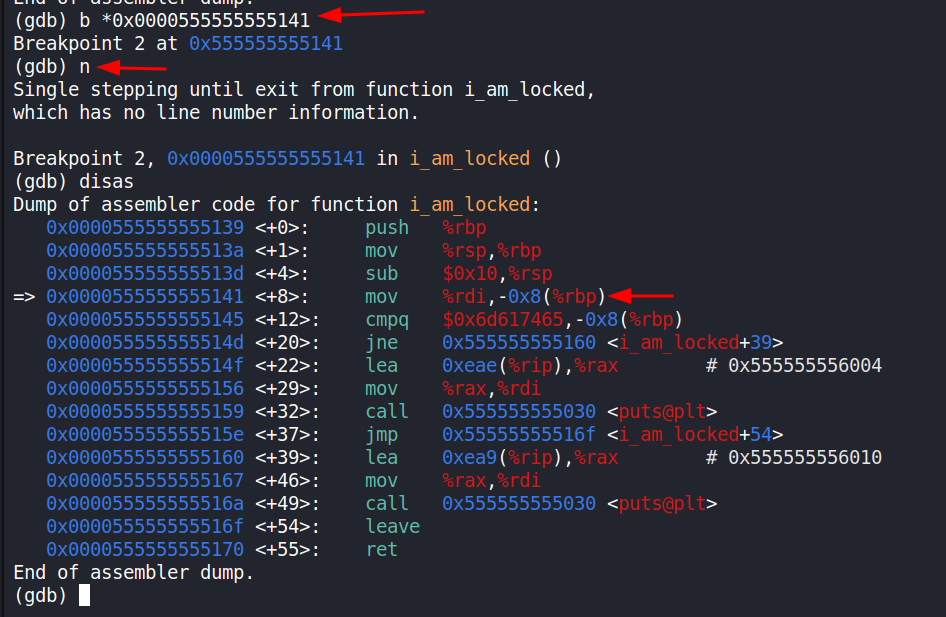 End of assembler dump.
(gdb) b *0x0000555555555141
Breakpoint 2 at 0x555555555141
(gdb) n
Single stepping until exit from function i_am_locked,
which has no line number information.

Breakpoint 2, 0x0000555555555141 in i_am_locked ()
(gdb) disas
Dump of assembler code for function i_am_locked:
   0x0000555555555139 <+0>:	push   %rbp
   0x000055555555513a <+1>:	mov    %rsp,%rbp
   0x000055555555513d <+4>:	sub    $0x10,%rsp
=> 0x0000555555555141 <+8>:	mov    %rdi,-0x8(%rbp)
   0x0000555555555145 <+12>:	cmpq   $0x6d617465,-0x8(%rbp)
   0x000055555555514d <+20>:	jne    0x555555555160 <i_am_locked+39>
   0x000055555555514f <+22>:	lea    0xeae(%rip),%rax        # 0x555555556004
   0x0000555555555156 <+29>:	mov    %rax,%rdi
   0x0000555555555159 <+32>:	call   0x555555555030 <puts@plt>
   0x000055555555515e <+37>:	jmp    0x55555555516f <i_am_locked+54>
   0x0000555555555160 <+39>:	lea    0xea9(%rip),%rax        # 0x555555556010
   0x0000555555555167 <+46>:	mov    %rax,%rdi
   0x000055555555516a <+49>:	call   0x555555555030 <puts@plt>
   0x000055555555516f <+54>:	leave
   0x0000555555555170 <+55>:	ret
End of assembler dump.
(gdb)